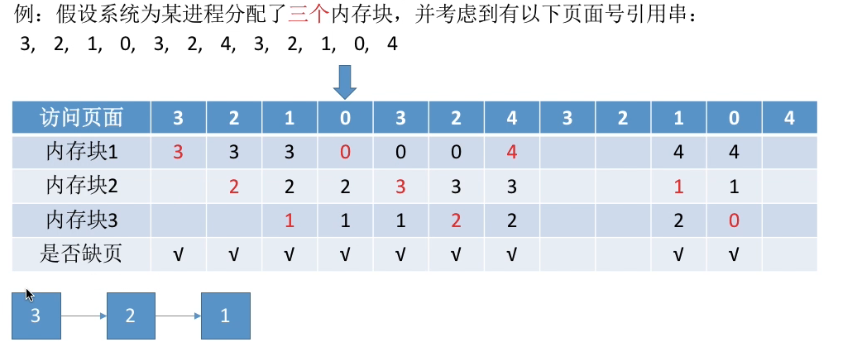 例：假设系统为某进程分配了三个内存块，并考虑到有以下页面号引用串：
3, 2, 1, 0, 3, 2, 4, 3, 2, 1, 0, 4
访问页面 3 2 1 0 3 2 4 3 2 1 0 4
内存块1 3 3 3 0 0 0 4 4 4
内存块2 2 2 2 3 3 3 1 1
内存块3 1 1 1 2 2 2 0
是否缺页 √ √ √ √ √ √ √ √ √
3 2 1